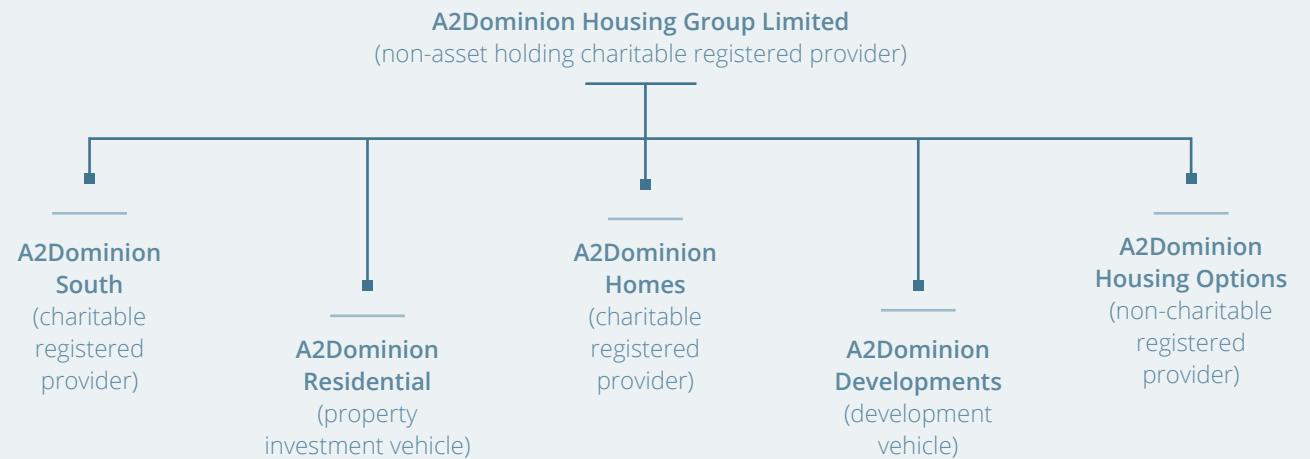 A2Dominion Housing Group Limited
(non-asset holding charitable registered provider)
A2Dominion
South
(charitable
registered
provider)
A2Dominion
Residential
(property
investment vehicle)
A2Dominion
Homes
(charitable
registered
provider)
A2Dominion
Developments
(development
vehicle)
A2Dominion
Housing Options
(non-charitable
registered
provider)